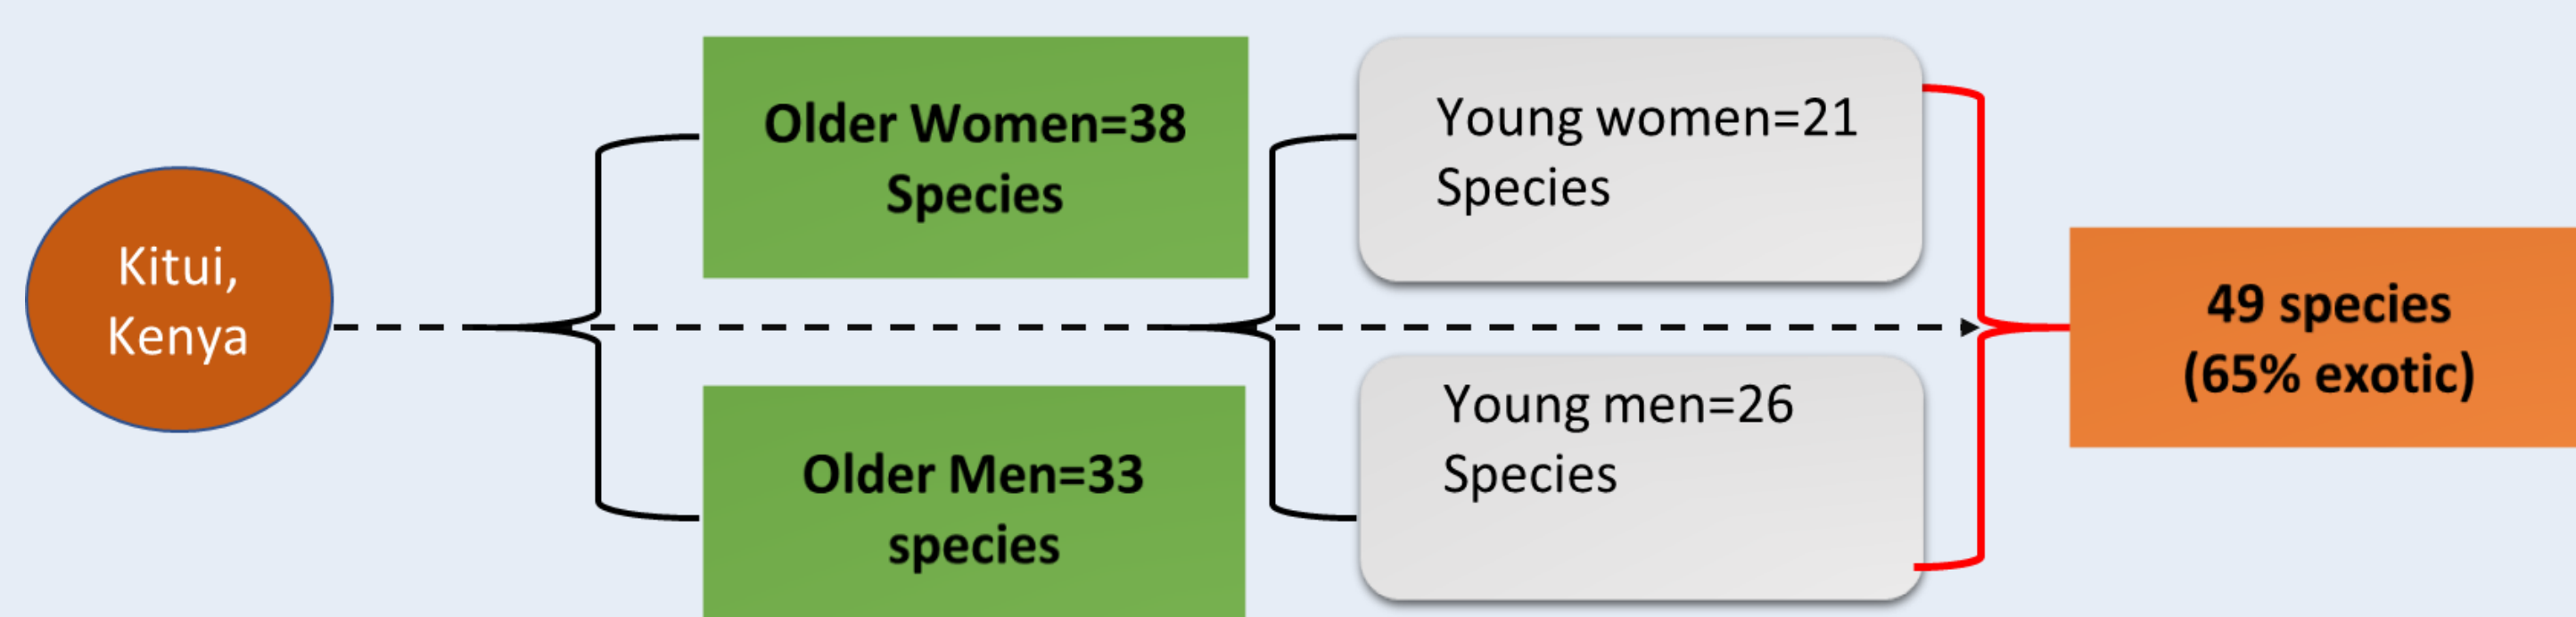 Kitui,
Kenya
Older Women=38
Species
Older Men=33
species
Young women=21
Species
Young men=26
Species
49 species
(65% exotic)